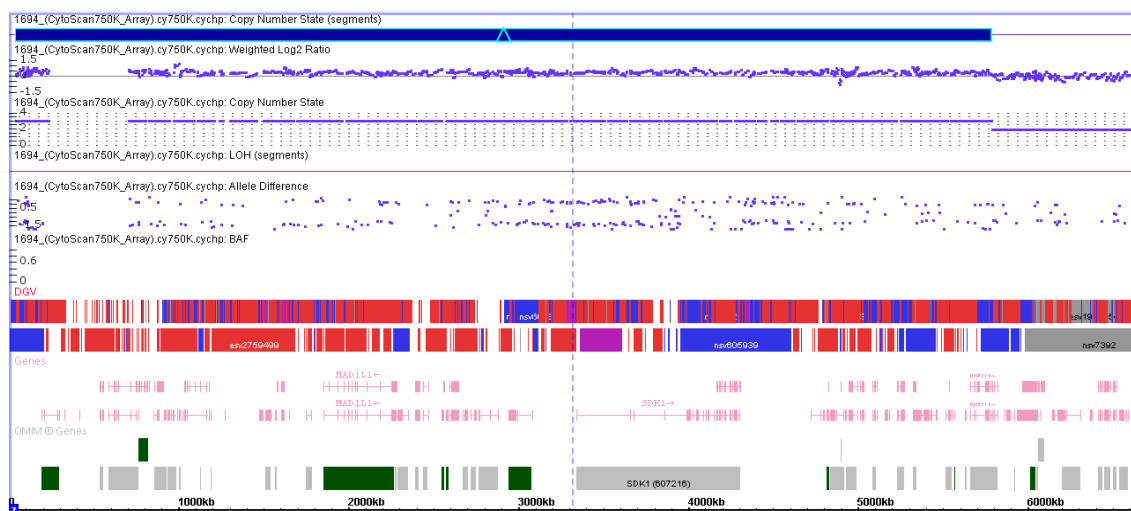 1694_(CytoScan750K_Array).cy750K.cychp: Copy Number State (segments)
1694_(CytoScan750K_Array).cy750K.cychp: Weighted Log2 Ratio
1.5
0
-1.5
1694_(CytoScan750K_Array).cy750K.cychp: Copy Number State
4
2
0
1694_(CytoScan750K_Array).cy750K.cychp: LOH (segments)
1694_(CytoScan750K_Array).cy750K.cychp: Allele Difference
0.5
1694_(CytoScan750K_Array).cy750K.cychp: BAF
0.6
0
DGV
esv2759499 nsv605939 nsv7392
Genes
MAD1L1←
MAD1L1← SDK1→
OMIM ® Genes
SDK1 (607216)
0 1000kb 2000kb 3000kb 4000kb 5000kb 6000kb